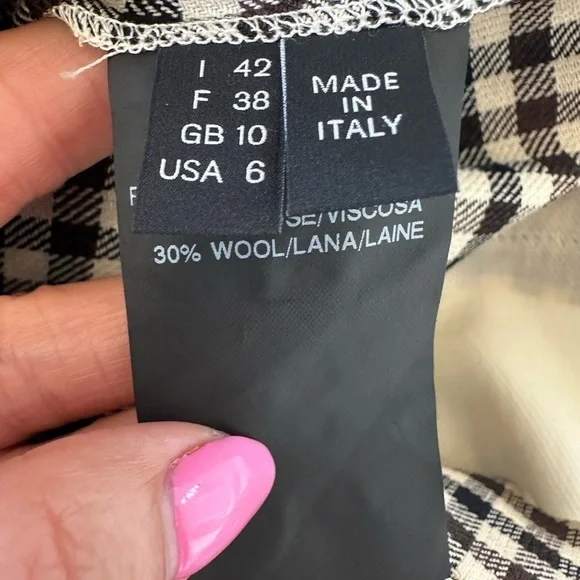 I 42
F 38
GB 10
USA 6
MADE
IN
ITALY
SE/VISCOSA
30% WOOL/LANA/LAINE